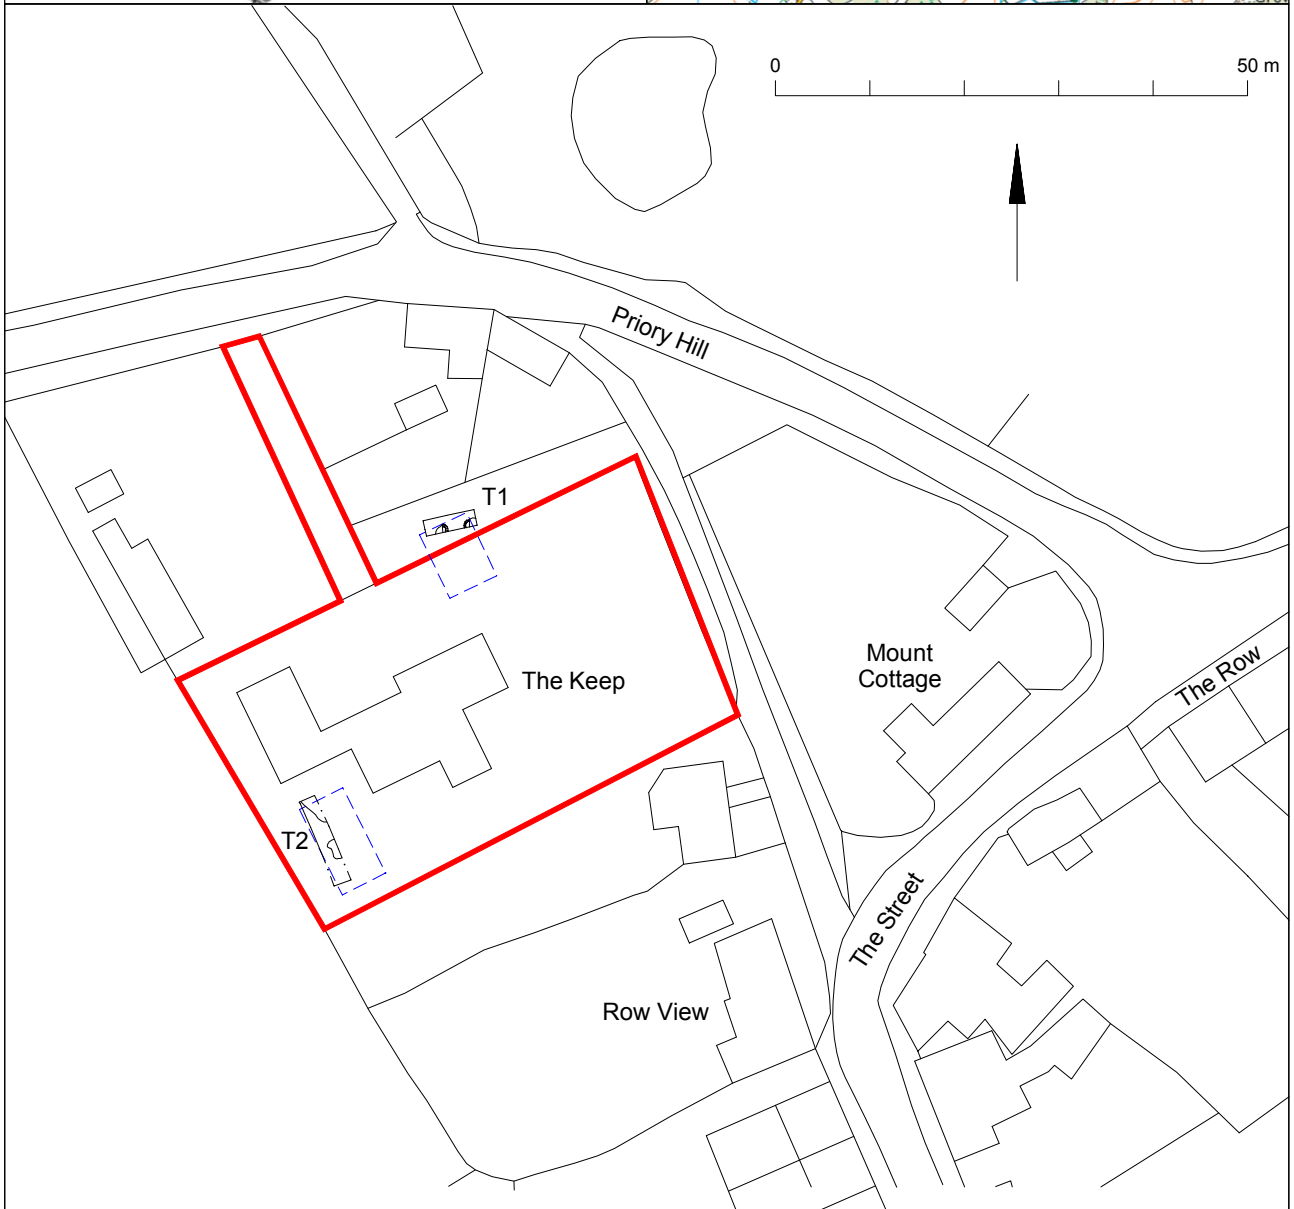 0
50 m
Priory Hill
T1
Mount
Cottage
The Row
The Keep
T2
The Street
Row View